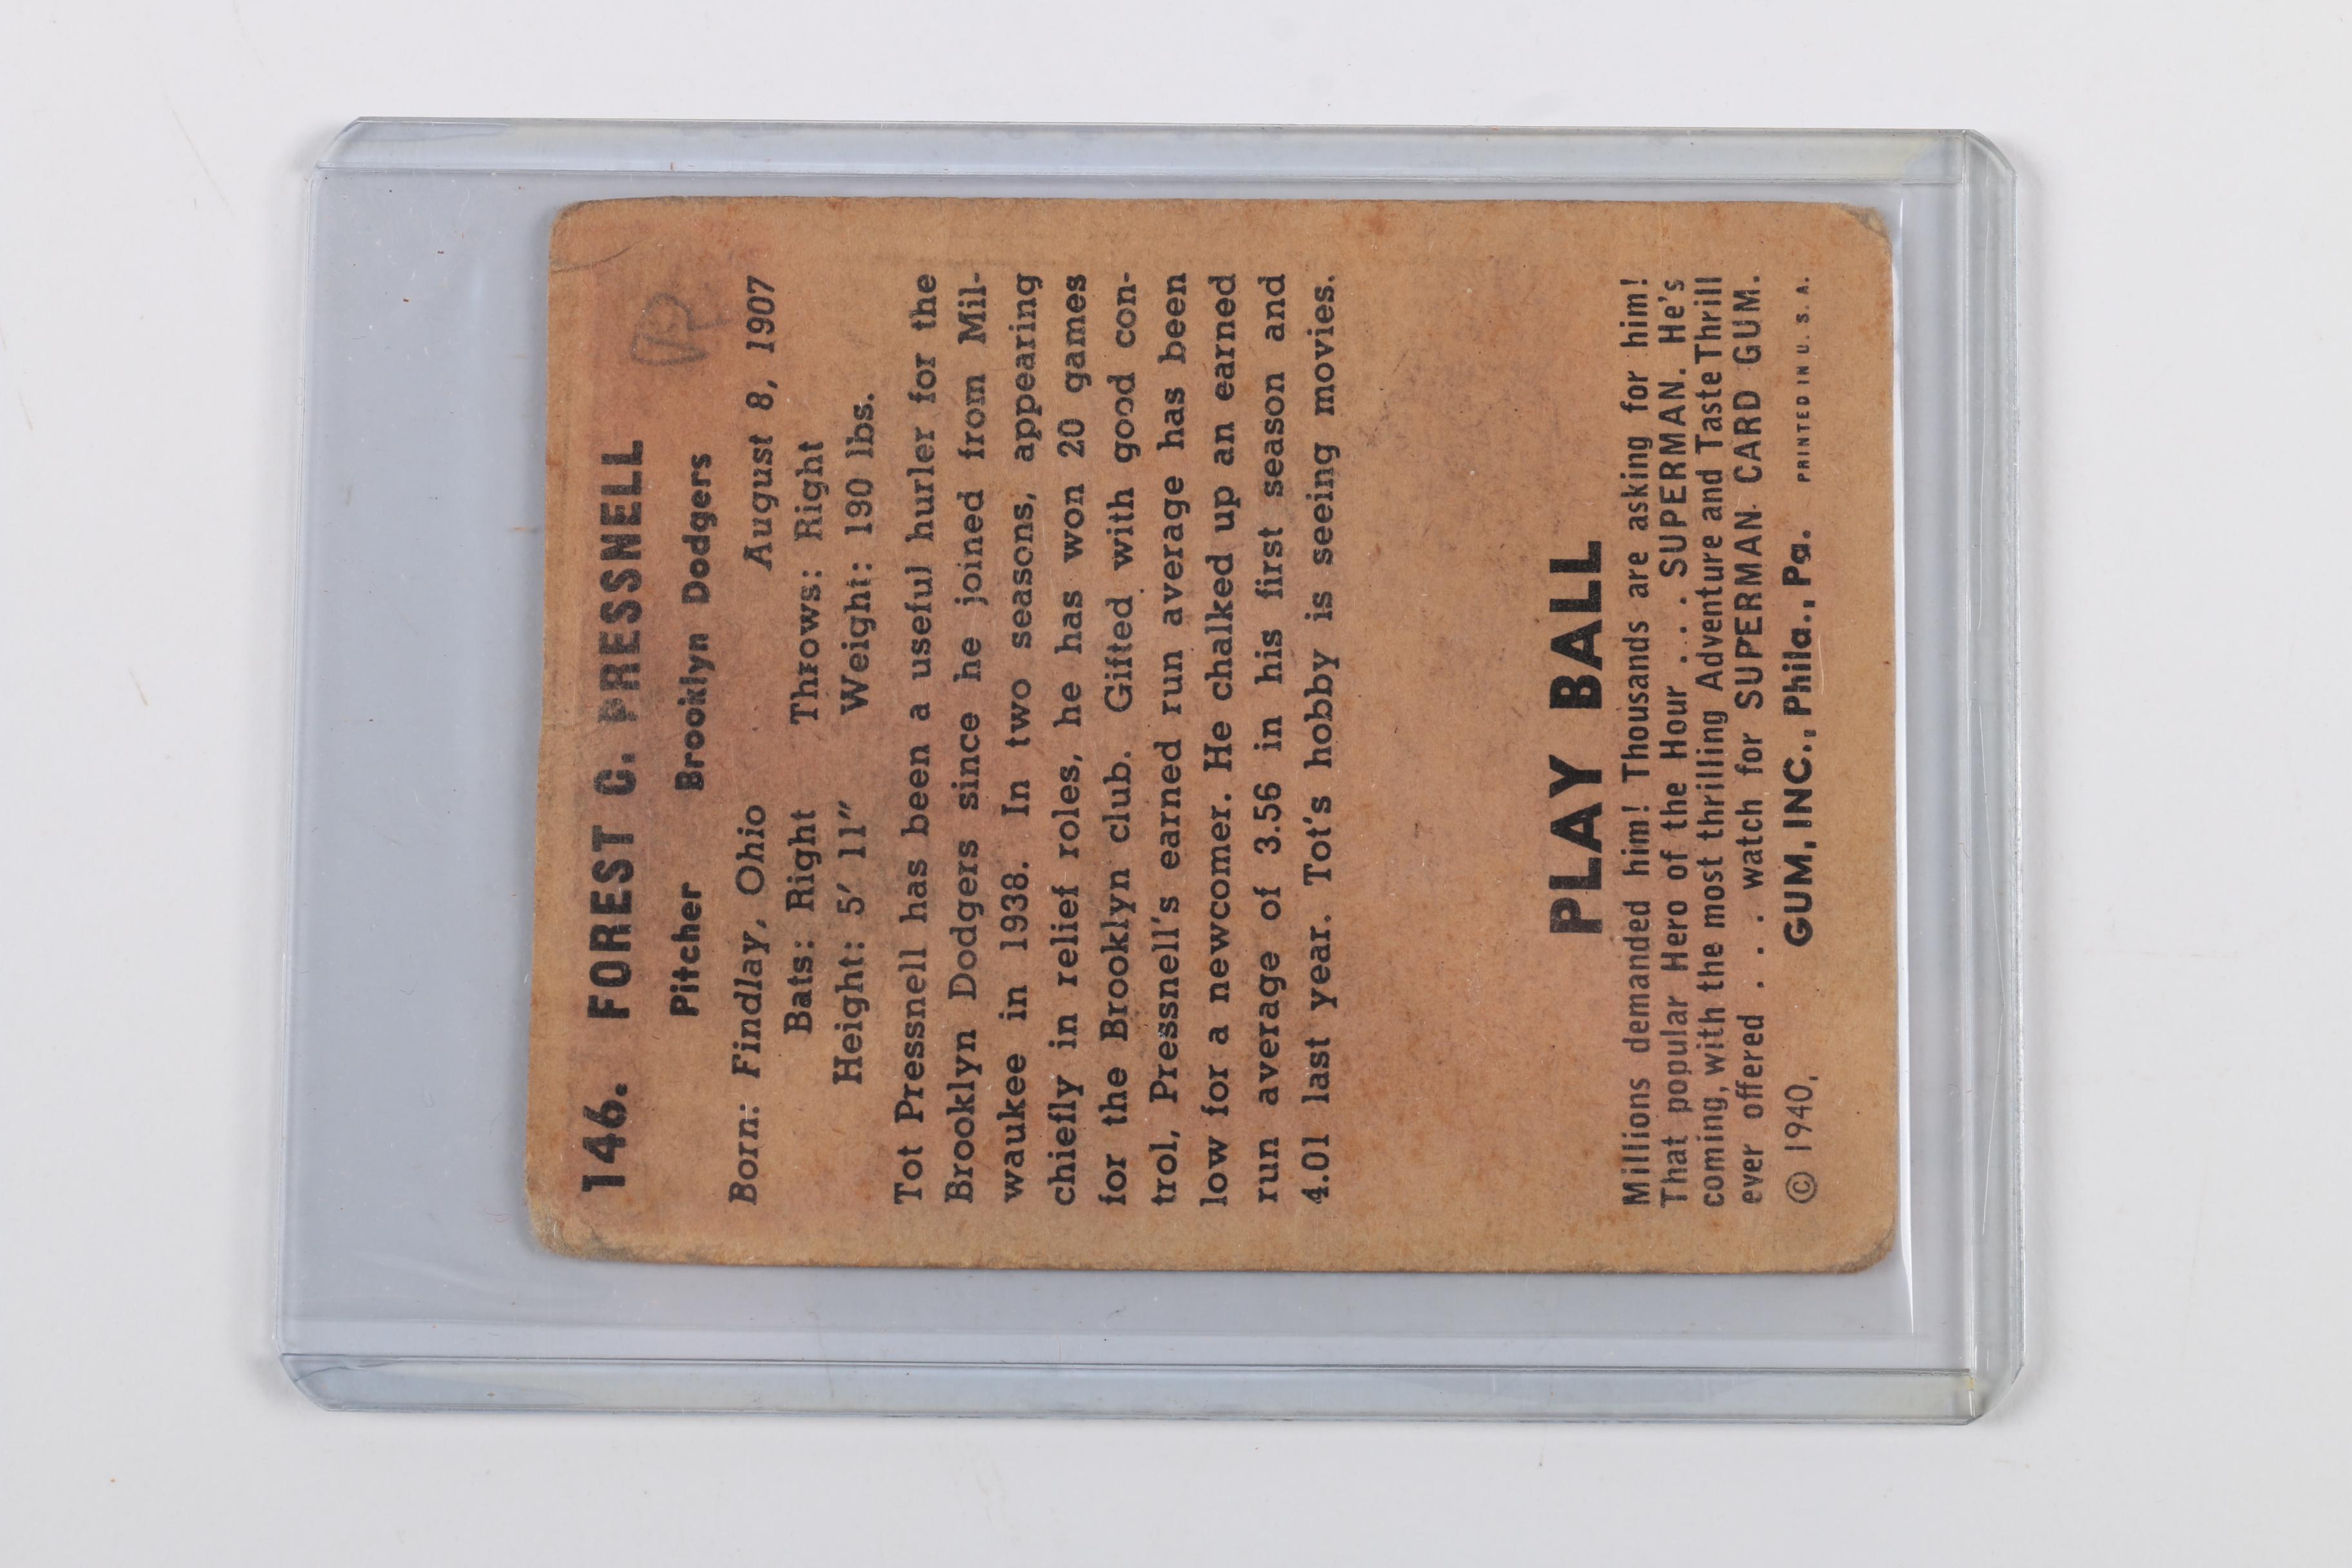 146. FOREST C. PRESSNELL
Pitcher Brooklyn Dodgers
Born: Findlay, Ohio August 8, 1907
Bats: Right Throws: Right
Height: 5' 11" Weight: 190 lbs.
Tot Pressnell has been a useful hurler for the
Brooklyn Dodgers since he joined from Mil-
waukee in 1938. In two seasons, appearing
chiefly in relief roles, he has won 20 games
for the Brooklyn club. Gifted with good con-
trol, Pressnell's earned run average has been
low for a newcomer. He chalked up an earned
run average of 3.56 in his first season and
4.01 last year. Tot's hobby is seeing movies.
PLAY BALL
Millions demanded him! Thousands are asking for him!
That popular Hero of the Hour . . . SUPERMAN. He's
coming, with the most thrilling Adventure and Taste Thrill
ever offered . . . watch for SUPERMAN CARD GUM.
© 1940, GUM, INC., Phila., Pa. PRINTED IN U. S. A.